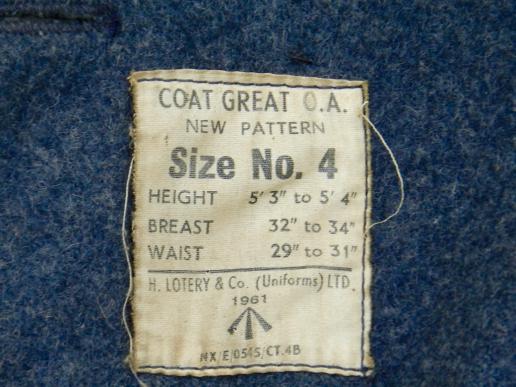 COAT GREAT O.A.
NEW PATTERN
Size No. 4
HEIGHT 5' 3" to 5' 4"
BREAST 32" to 34"
WAIST 29" to 31"
H. LOTERY & Co. (Uniforms) LTD.
1961
NX/E/0545/CT.4B